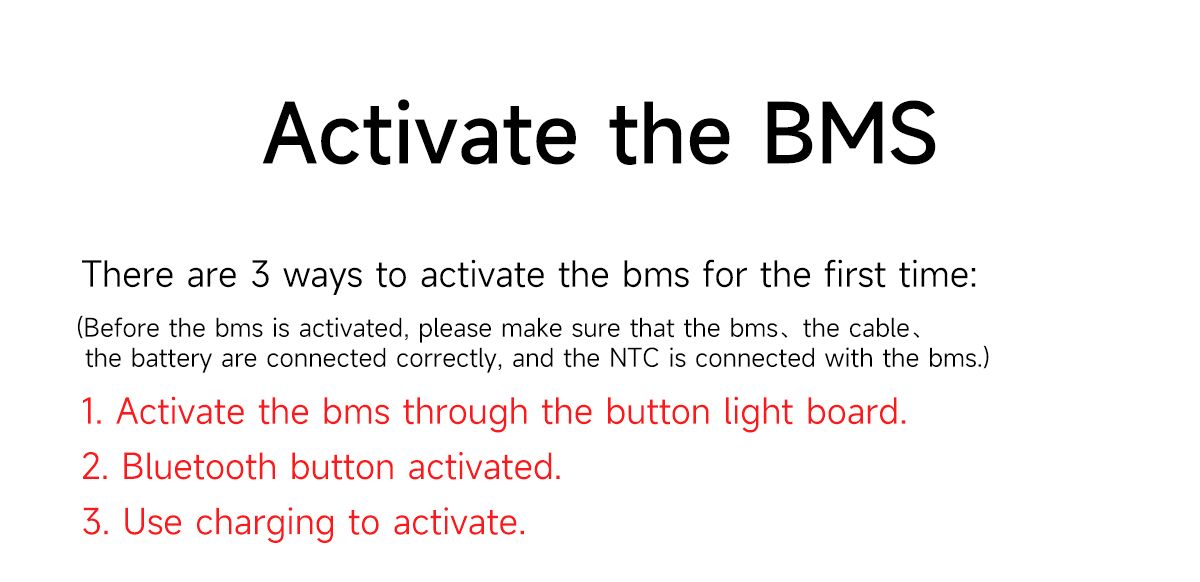 Activate the BMS
There are 3 ways to activate the bms for the first time:
(Before the bms is activated, please make sure that the bms、the cable、
the battery are connected correctly, and the NTC is connected with the bms.)
1. Activate the bms through the button light board.
2. Bluetooth button activated.
3. Use charging to activate.